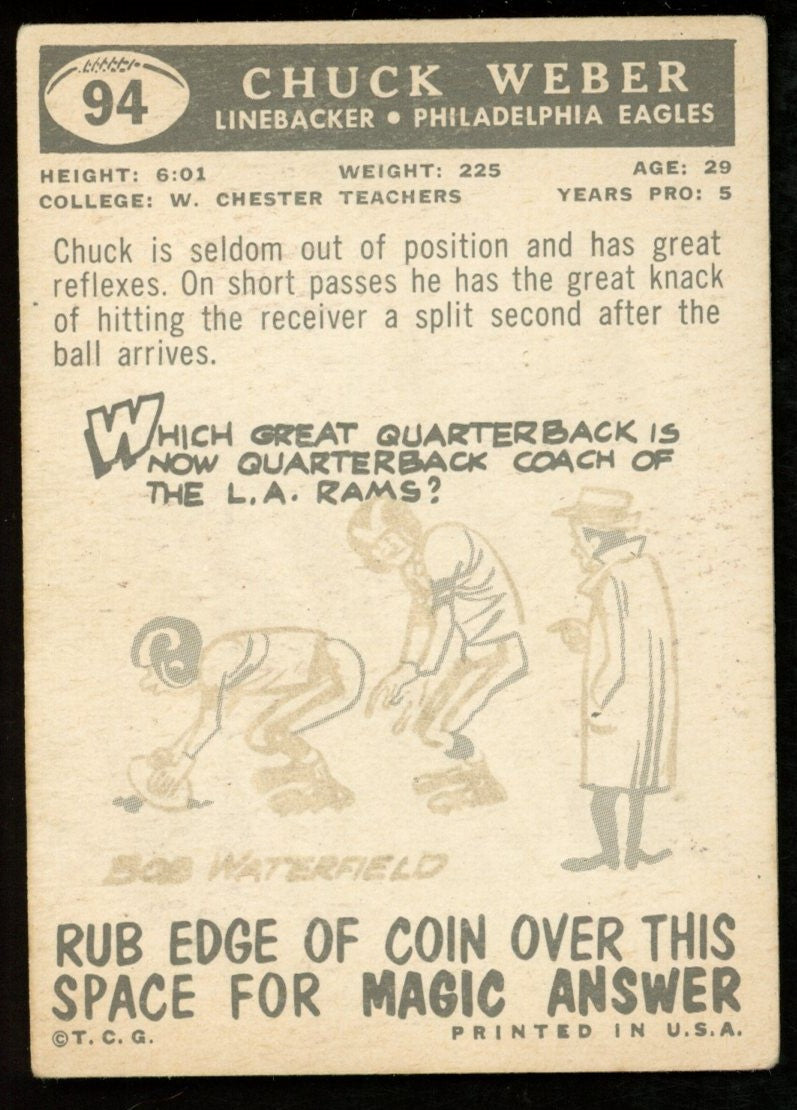 94
CHUCK WEBER
LINEBACKER • PHILADELPHIA EAGLES
HEIGHT: 6:01 WEIGHT: 225 AGE: 29
COLLEGE: W. CHESTER TEACHERS YEARS PRO: 5
Chuck is seldom out of position and has great
reflexes. On short passes he has the great knack
of hitting the receiver a split second after the
ball arrives.
WHICH GREAT QUARTERBACK IS
NOW QUARTERBACK COACH OF
THE L.A. RAMS?
BOB WATERFIELD
RUB EDGE OF COIN OVER THIS
SPACE FOR MAGIC ANSWER
©T. C. G. PRINTED IN U.S.A.